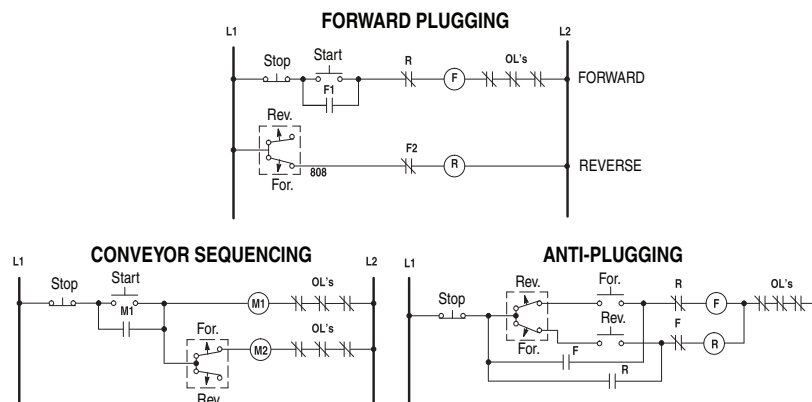 FORWARD PLUGGING
L1
L2
Stop
Start
R
F
OL's
FORWARD
F1
Rev.
F2
R
REVERSE
808
For.
CONVEYOR SEQUENCING
L1
L2
Stop
Start
M1
M1
OL's
For.
M2
OL's
Rev.
ANTI-PLUGGING
L1
Stop
Rev.
For.
R
F
OL's
Rev.
F
R
For.
F
R